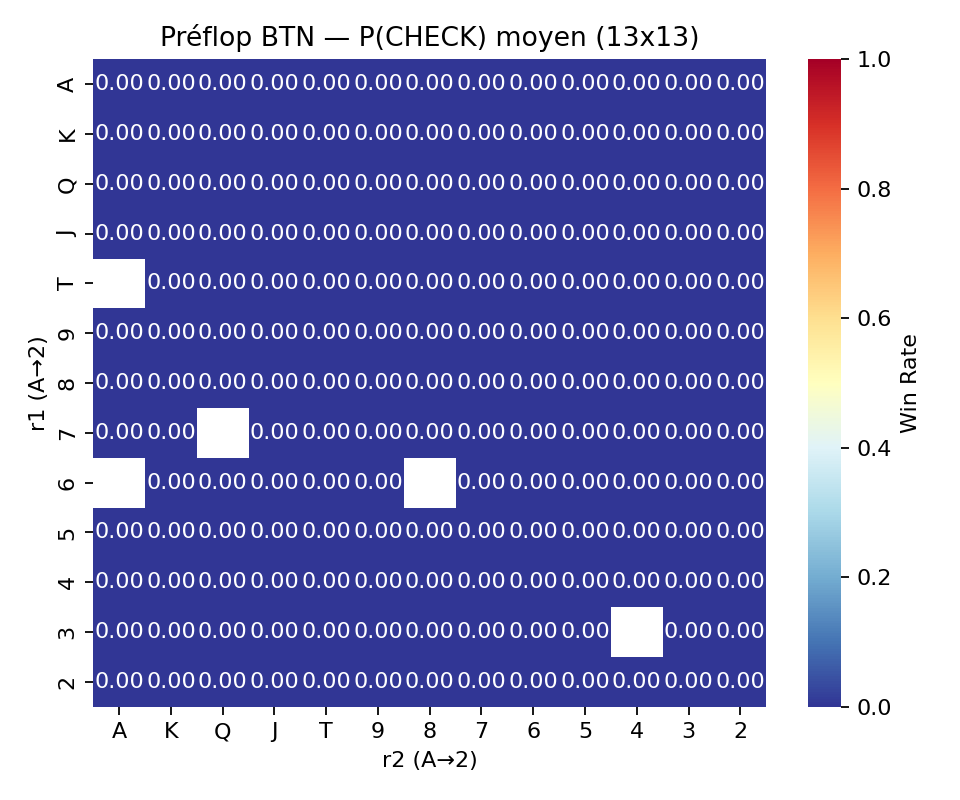 Préflop BTN — P(CHECK) moyen (13x13)
A 0.00 0.00 0.00 0.00 0.00 0.00 0.00 0.00 0.00 0.00 0.00 0.00 0.00
K 0.00 0.00 0.00 0.00 0.00 0.00 0.00 0.00 0.00 0.00 0.00 0.00 0.00
Q 0.00 0.00 0.00 0.00 0.00 0.00 0.00 0.00 0.00 0.00 0.00 0.00 0.00
J 0.00 0.00 0.00 0.00 0.00 0.00 0.00 0.00 0.00 0.00 0.00 0.00 0.00
T 0.00 0.00 0.00 0.00 0.00 0.00 0.00 0.00 0.00 0.00 0.00 0.00
9 0.00 0.00 0.00 0.00 0.00 0.00 0.00 0.00 0.00 0.00 0.00 0.00 0.00
8 0.00 0.00 0.00 0.00 0.00 0.00 0.00 0.00 0.00 0.00 0.00 0.00 0.00
7 0.00 0.00 0.00 0.00 0.00 0.00 0.00 0.00 0.00 0.00 0.00 0.00
6 0.00 0.00 0.00 0.00 0.00 0.00 0.00 0.00 0.00 0.00 0.00
5 0.00 0.00 0.00 0.00 0.00 0.00 0.00 0.00 0.00 0.00 0.00 0.00 0.00
4 0.00 0.00 0.00 0.00 0.00 0.00 0.00 0.00 0.00 0.00 0.00 0.00 0.00
3 0.00 0.00 0.00 0.00 0.00 0.00 0.00 0.00 0.00 0.00 0.00 0.00
2 0.00 0.00 0.00 0.00 0.00 0.00 0.00 0.00 0.00 0.00 0.00 0.00 0.00
A K Q J T 9 8 7 6 5 4 3 2
r2 (A→2)
r1 (A→2)
1.0
0.8
0.6
0.4
0.2
0.0
Win Rate